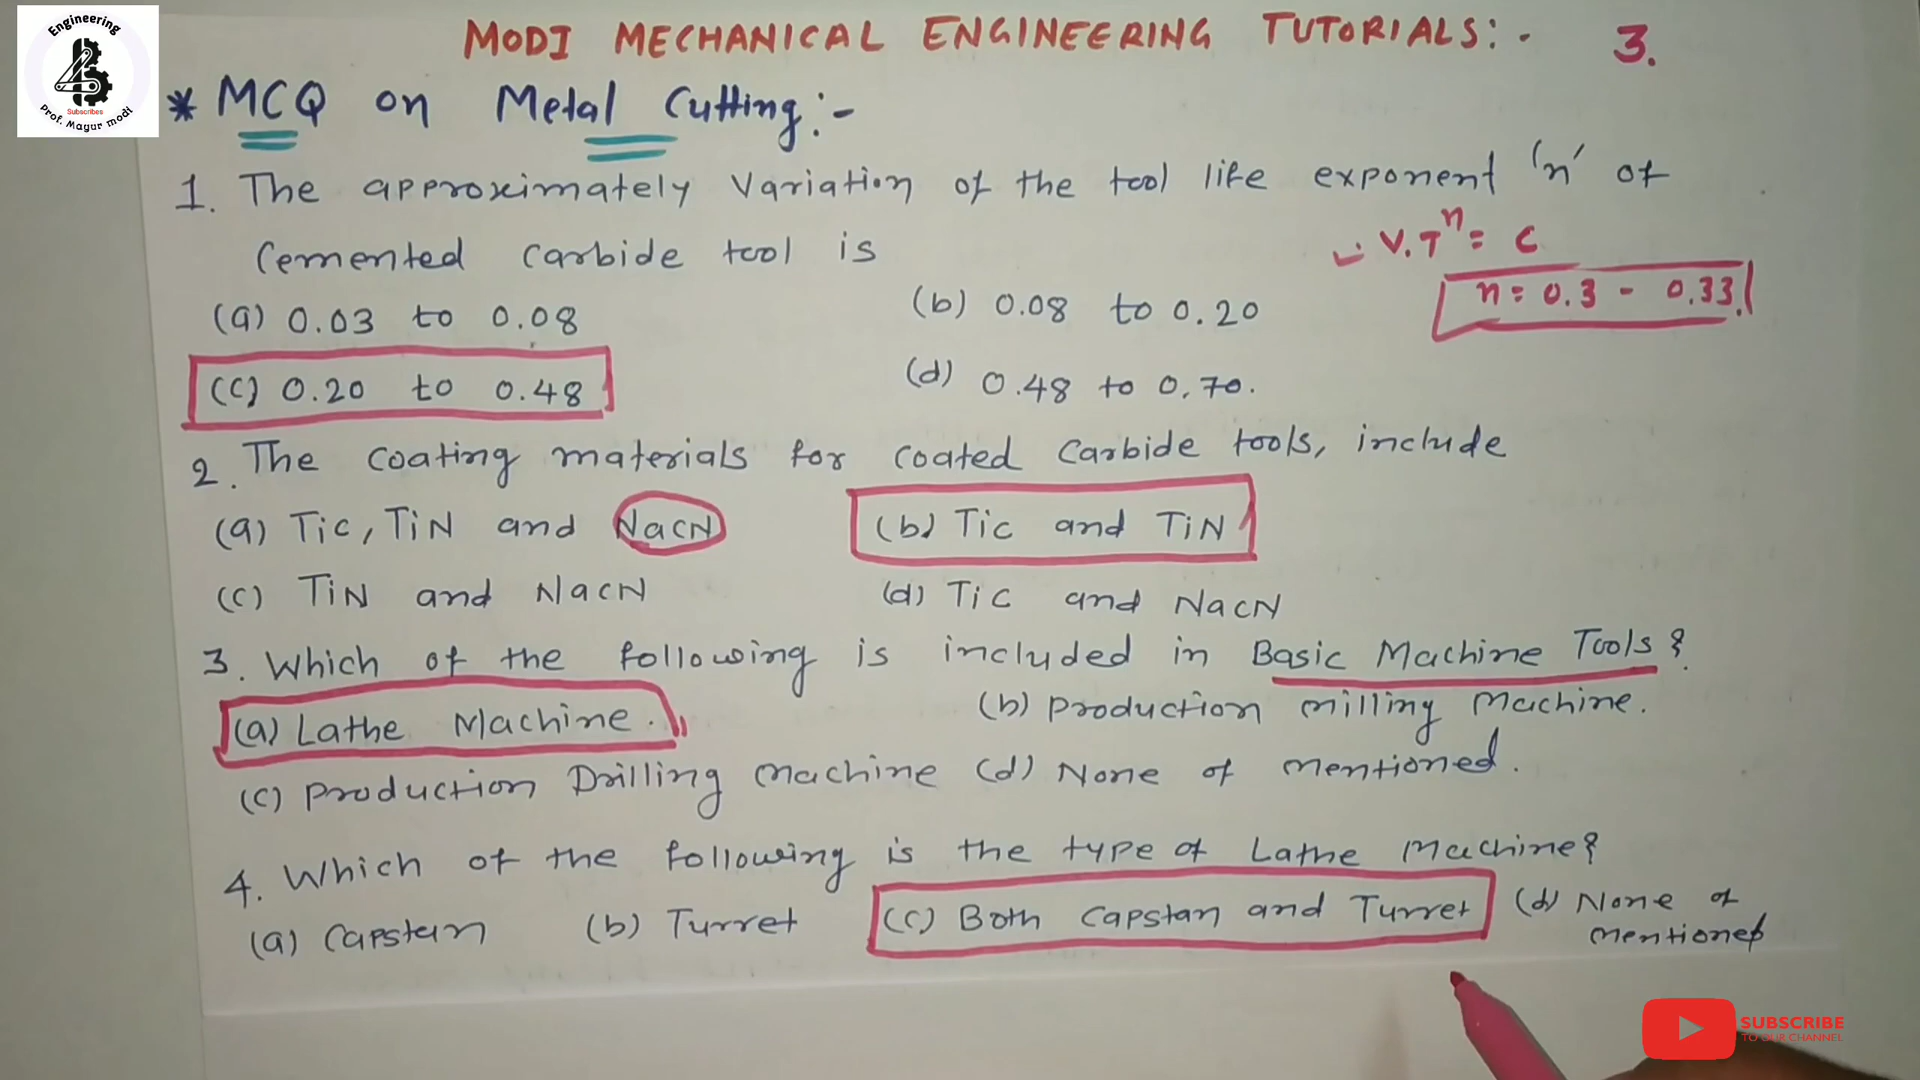 Engineering
Subscribes
Prof. Mayur modi
MODI MECHANICAL ENGINEERING TUTORIALS:- 3.
* MCQ on Metal Cutting:-
1. The approximately Variation of the tool life exponent 'n' of
Cemented carbide tool is
V.T^n = C
n = 0.3 - 0.33.
(a) 0.03 to 0.08 (b) 0.08 to 0.20
(C) 0.20 to 0.48 (d) 0.48 to 0.70.
2. The coating materials for coated Carbide tools, include
(a) Tic, TiN and NacN (b) Tic and TiN
(C) TiN and NacN (d) Tic and NacN
3. Which of the following is included in Basic Machine Tools?
(a) Lathe Machine. (b) production milling Machine.
(C) production Drilling machine (d) None of mentioned.
4. Which of the following is the type of Lathe Machine?
(a) Capstan (b) Turret (C) Both Capstan and Turret (d) None of
mentioned
SUBSCRIBE
TO OUR CHANNEL